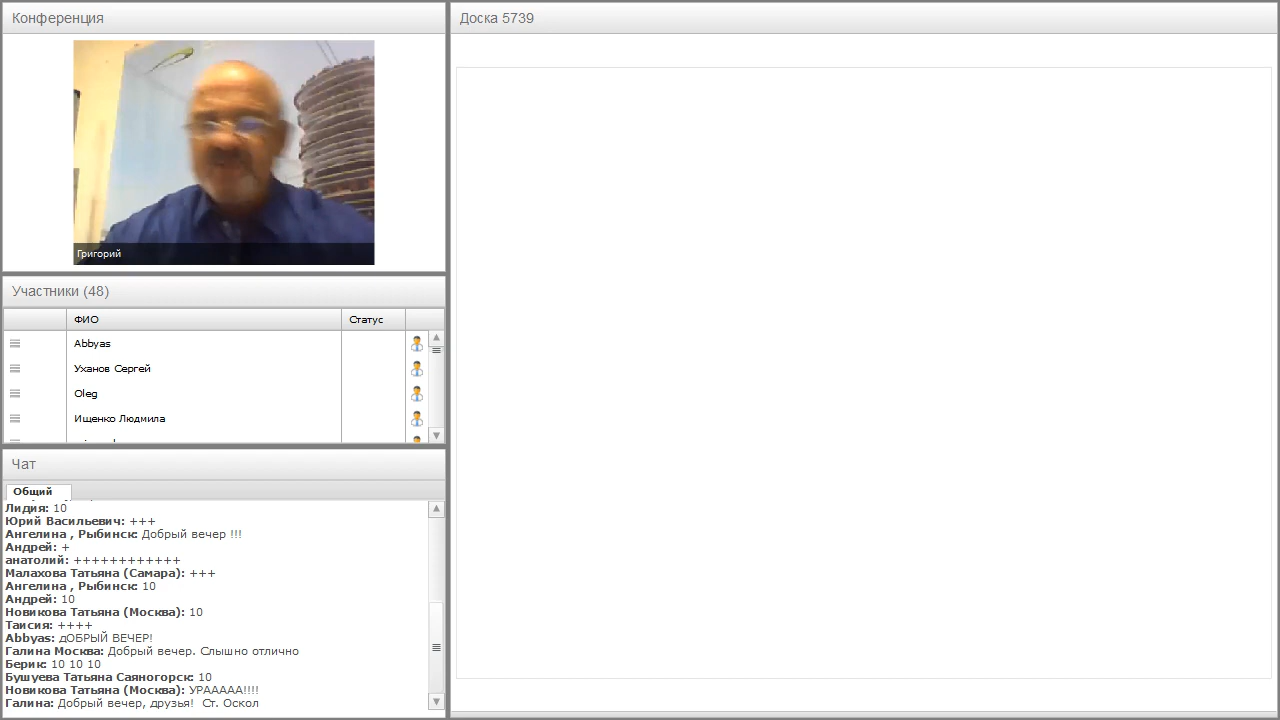 Конференция
Григорий
Участники (48)
ФИО Статус
Abbyas
Уханов Сергей
Oleg
Ищенко Людмила
Чат
Общий
Лидия: 10
Юрий Васильевич: +++
Ангелина , Рыбинск: Добрый вечер !!!
Андрей: +
анатолий: ++++++++++++
Малахова Татьяна (Самара): +++
Ангелина , Рыбинск: 10
Андрей: 10
Новикова Татьяна (Москва): 10
Таисия: ++++
Abbyas: дОБРЫЙ ВЕЧЕР!
Галина Москва: Добрый вечер. Слышно отлично
Берик: 10 10 10
Бушуева Татьяна Саяногорск: 10
Новикова Татьяна (Москва): УРААААА!!!!
Галина: Добрый вечер, друзья!  Ст. Оскол
Доска 5739